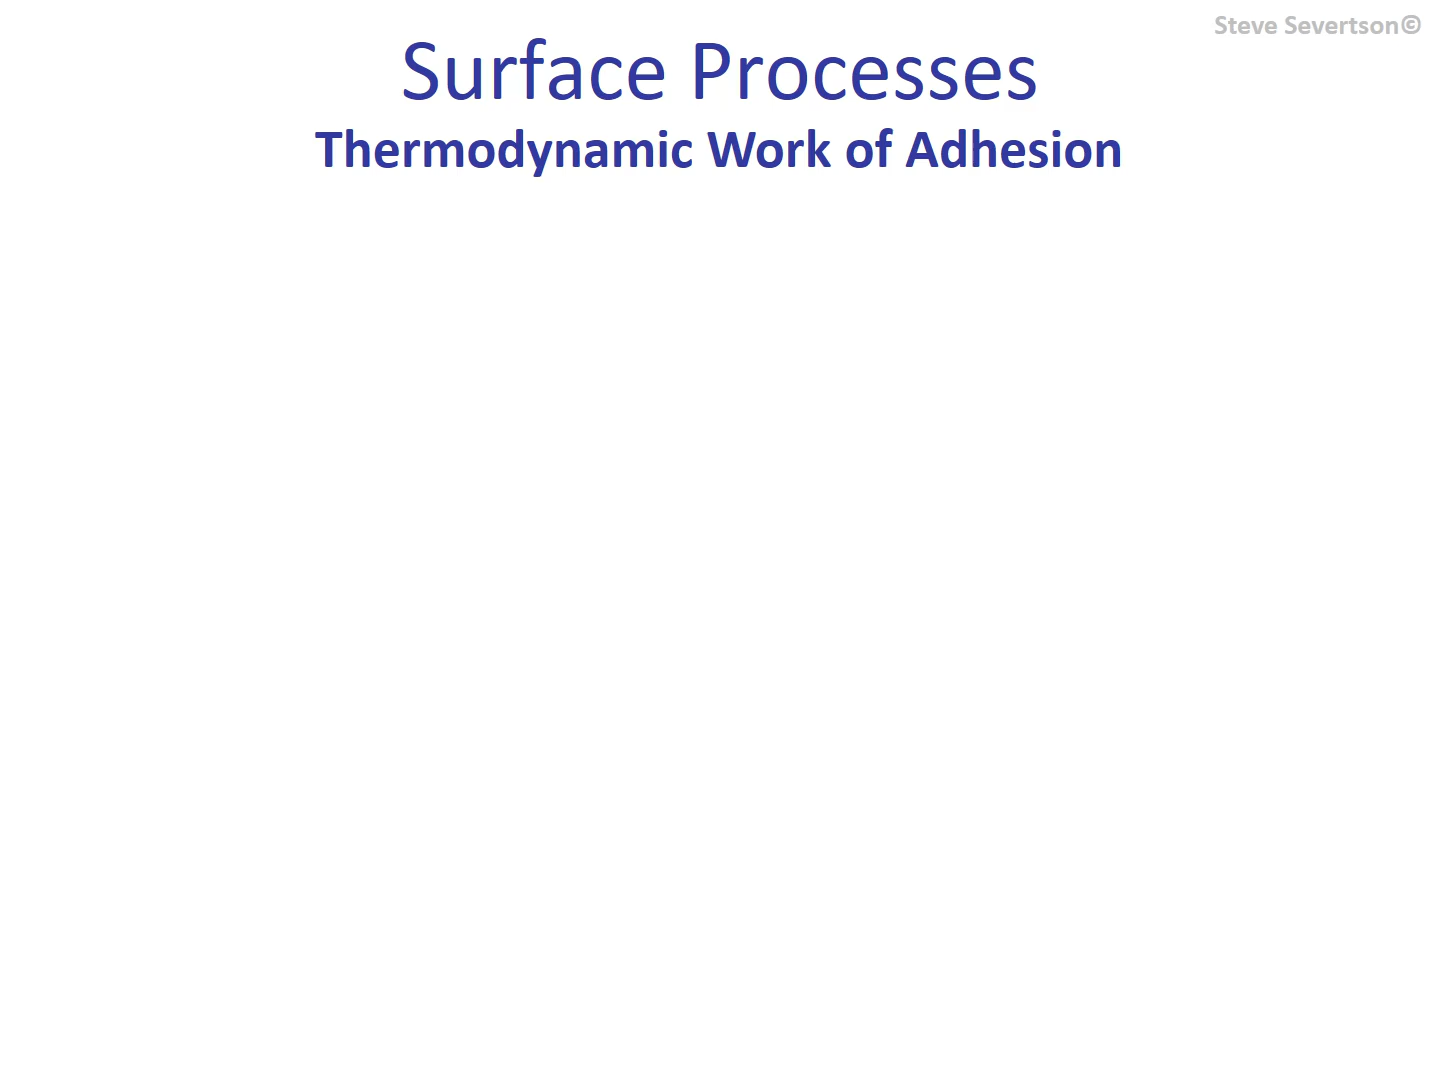 Steve Severtson©
Surface Processes
Thermodynamic Work of Adhesion